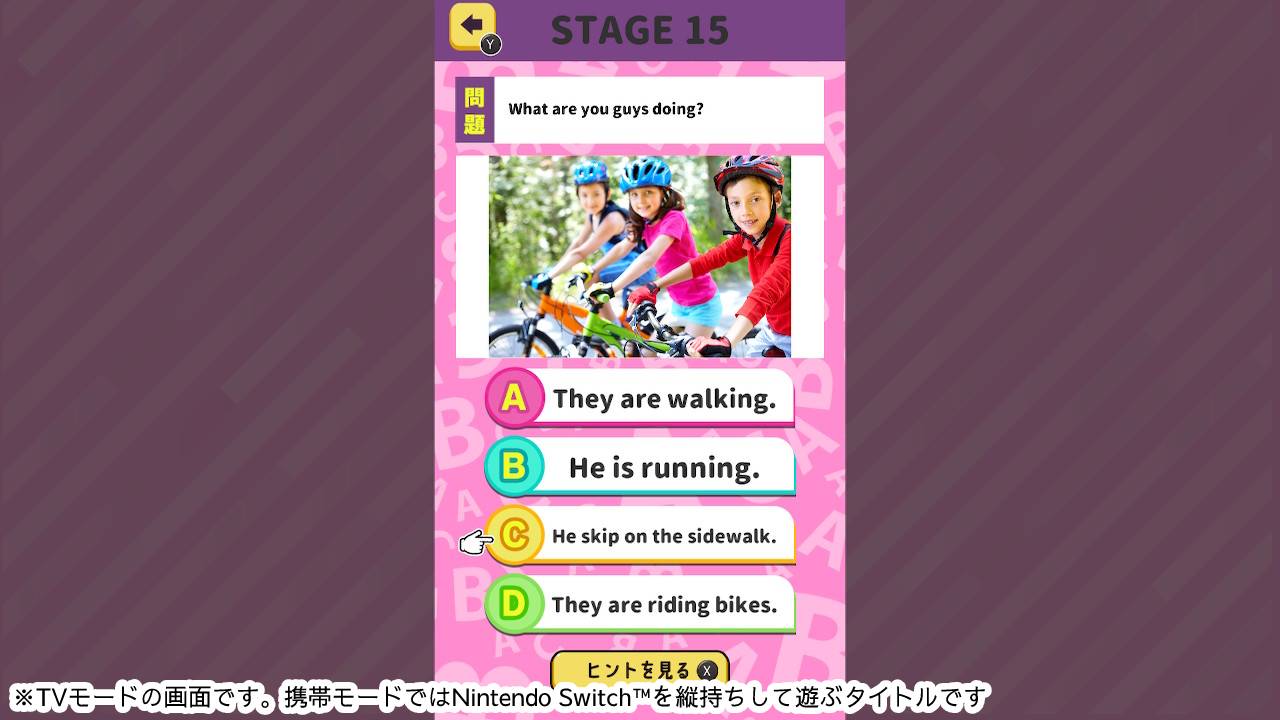 STAGE 15
Y
問題
What are you guys doing?
A They are walking.
B He is running.
C He skip on the sidewalk.
D They are riding bikes.
ヒントを見る X
※TVモードの画面です。携帯モードではNintendo Switch™を縦持ちして遊ぶタイトルです